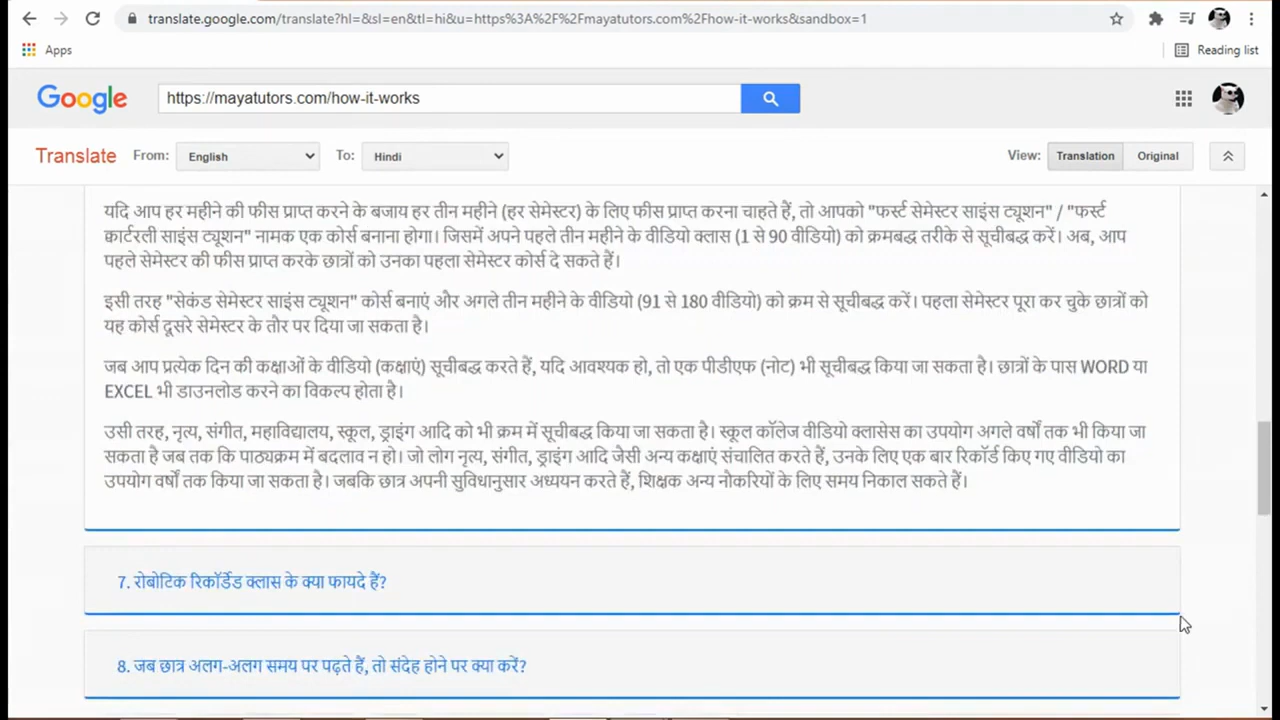 translate.google.com/translate?hl=&sl=en&tl=hi&u=https%3A%2F%2Fmayatutors.com%2Fhow-it-works&sandbox=1
Apps
Reading list
Google
https://mayatutors.com/how-it-works
Translate From: English To: Hindi View: Translation Original
यदि आप हर महीने की फीस प्राप्त करने के बजाय हर तीन महीने (हर सेमेस्टर) के लिए फीस प्राप्त करना चाहते हैं, तो आपको "फर्स्ट सेमेस्टर साइंस ट्यूशन" / "फर्स्ट
क्वार्टरली साइंस ट्यूशन" नामक एक कोर्स बनाना होगा। जिसमें अपने पहले तीन महीने के वीडियो क्लास (1 से 90 वीडियो) को क्रमबद्ध तरीके से सूचीबद्ध करें। अब, आप
पहले सेमेस्टर की फीस प्राप्त करके छात्रों को उनका पहला सेमेस्टर कोर्स दे सकते हैं।
इसी तरह "सेकंड सेमेस्टर साइंस ट्यूशन" कोर्स बनाएं और अगले तीन महीने के वीडियो (91 से 180 वीडियो) को क्रम से सूचीबद्ध करें। पहला सेमेस्टर पूरा कर चुके छात्रों को
यह कोर्स दूसरे सेमेस्टर के तौर पर दिया जा सकता है।
जब आप प्रत्येक दिन की कक्षाओं के वीडियो (कक्षाएं) सूचीबद्ध करते हैं, यदि आवश्यक हो, तो एक पीडीएफ (नोट) भी सूचीबद्ध किया जा सकता है। छात्रों के पास WORD या
EXCEL भी डाउनलोड करने का विकल्प होता है।
उसी तरह, नृत्य, संगीत, महाविद्यालय, स्कूल, ड्राइंग आदि को भी क्रम में सूचीबद्ध किया जा सकता है। स्कूल कॉलेज वीडियो क्लासेस का उपयोग अगले वर्षों तक भी किया जा
सकता है जब तक कि पाठ्यक्रम में बदलाव न हो। जो लोग नृत्य, संगीत, ड्राइंग आदि जैसी अन्य कक्षाएं संचालित करते हैं, उनके लिए एक बार रिकॉर्ड किए गए वीडियो का
उपयोग वर्षों तक किया जा सकता है। जबकि छात्र अपनी सुविधानुसार अध्ययन करते हैं, शिक्षक अन्य नौकरियों के लिए समय निकाल सकते हैं।
7. रोबोटिक रिकॉर्डेड क्लास के क्या फायदे हैं?
8. जब छात्र अलग-अलग समय पर पढ़ते हैं, तो संदेह होने पर क्या करें?